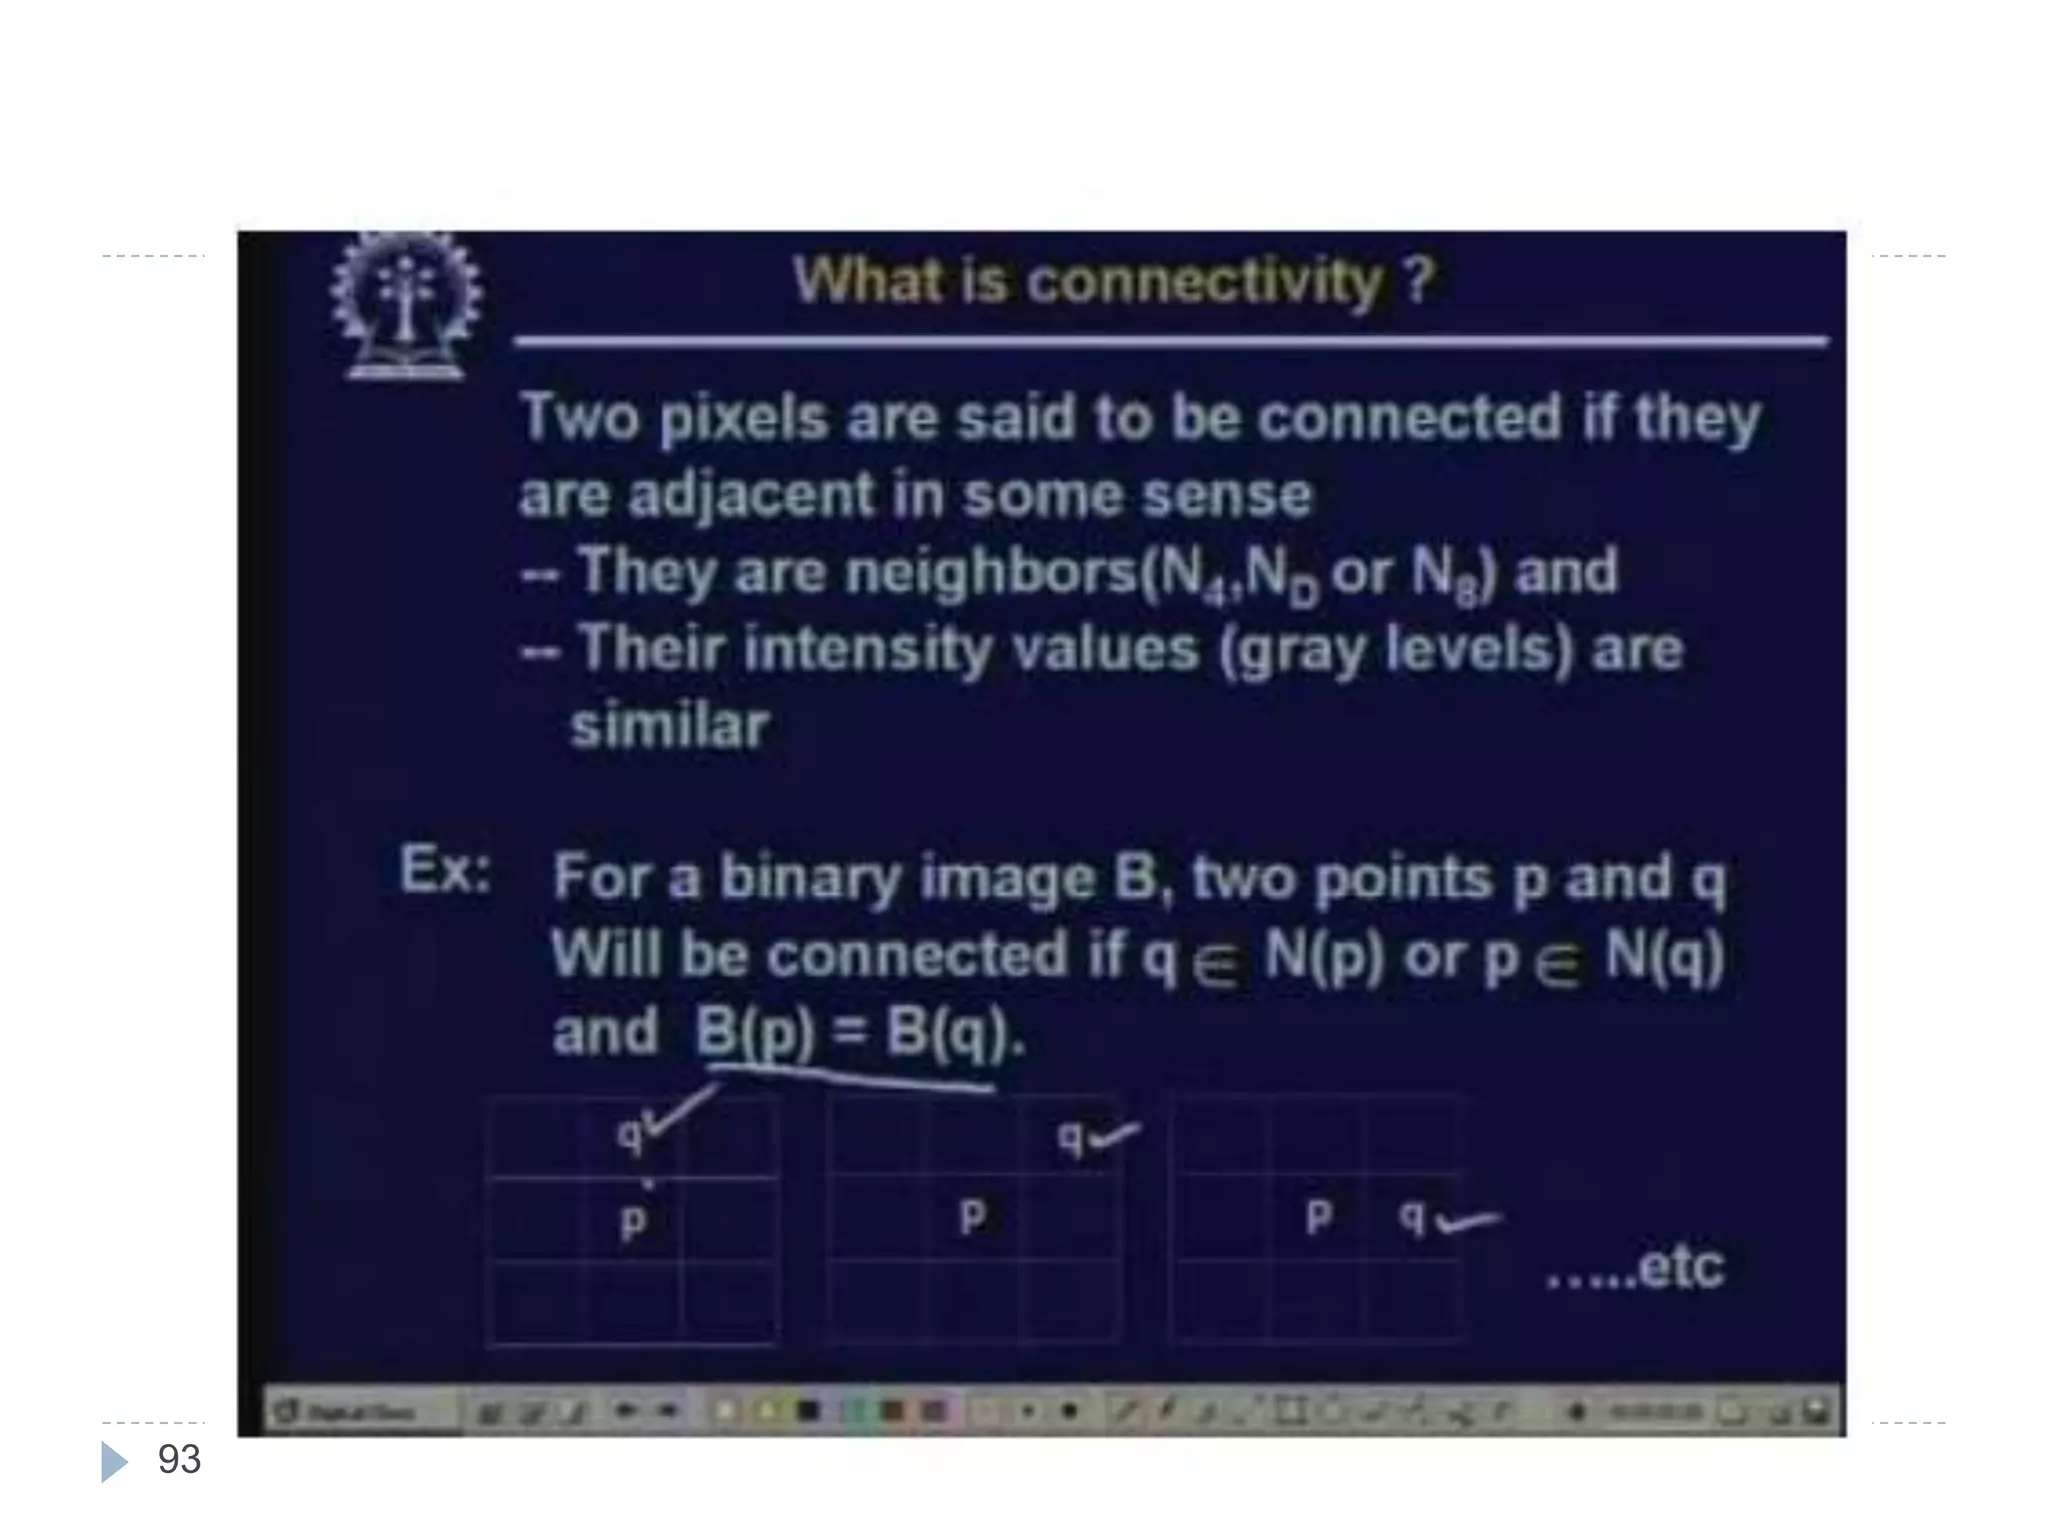 What is connectivity ?
Two pixels are said to be connected if they
are adjacent in some sense
-- They are neighbors(N₄,N_D or N₈) and
-- Their intensity values (gray levels) are
similar
Ex: For a binary image B, two points p and q
Will be connected if q ∈ N(p) or p ∈ N(q)
and B(p) = B(q).
q q
p p p q
.....etc
93